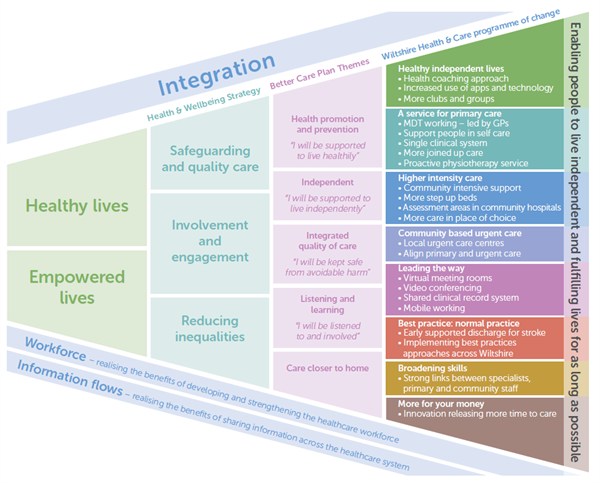 Integration
Health & Wellbeing Strategy
Better Care Plan Themes
Wiltshire Health & Care programme of change
Healthy lives
Empowered
lives
Safeguarding
and quality care
Involvement
and
engagement
Reducing
inequalities
Health promotion
and prevention
"I will be supported
to live healthily"
Independent
"I will be supported to
live independently"
Integrated
quality of care
"I will be kept safe
from avoidable harm"
Listening and
learning
"I will be listened
to and involved"
Care closer to home
Healthy independent lives
• Health coaching approach
• Increased use of apps and technology
• More clubs and groups
A service for primary care
• MDT working – led by GPs
• Support people in self care
• Single clinical system
• More joined up care
• Proactive physiotherapy service
Higher intensity care
• Community intensive support
• More step up beds
• Assessment areas in community hospitals
• More care in place of choice
Community based urgent care
• Local urgent care centres
• Align primary and urgent care
Leading the way
• Virtual meeting rooms
• Video conferencing
• Shared clinical record system
• Mobile working
Best practice: normal practice
• Early supported discharge for stroke
• Implementing best practices
approaches across Wiltshire
Broadening skills
• Strong links between specialists,
primary and community staff
More for your money
• Innovation releasing more time to care
Enabling people to live independent and fulfilling lives for as long as possible
Workforce – realising the benefits of developing and strengthening the healthcare workforce
Information flows – realising the benefits of sharing information across the healthcare system